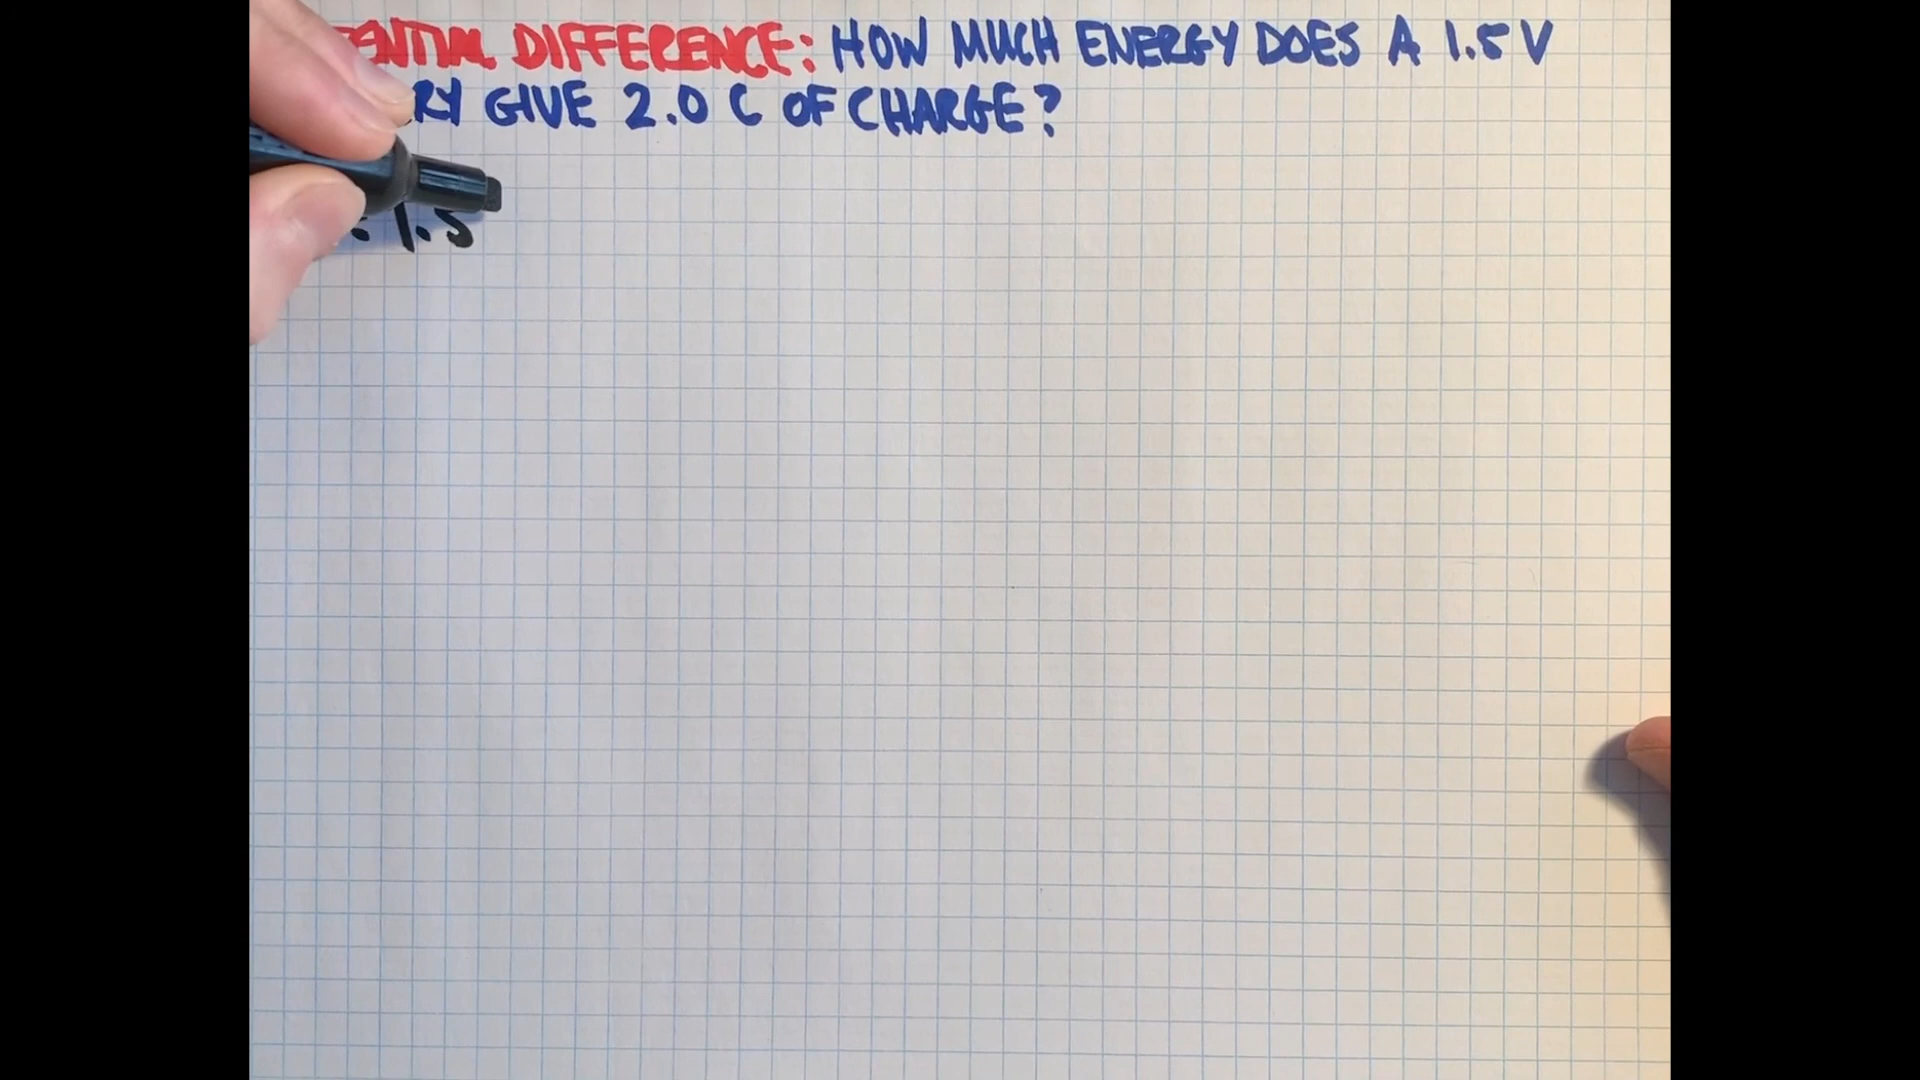 DIFFERENCE: HOW MUCH ENERGY DOES A 1.5 V
GIVE 2.0 C OF CHARGE?
: 1.5